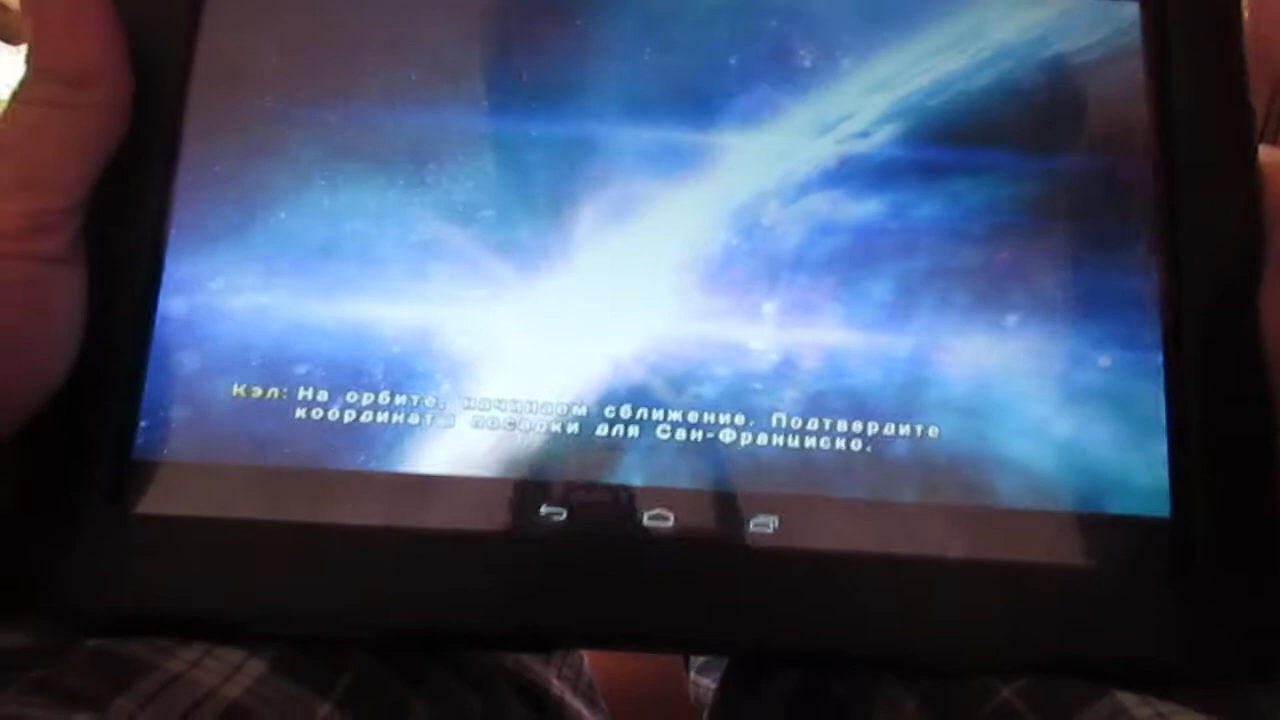 Кэл: На орбите, начинаем сближение. Подтвердите
координаты посадки для Сан-Франциско.